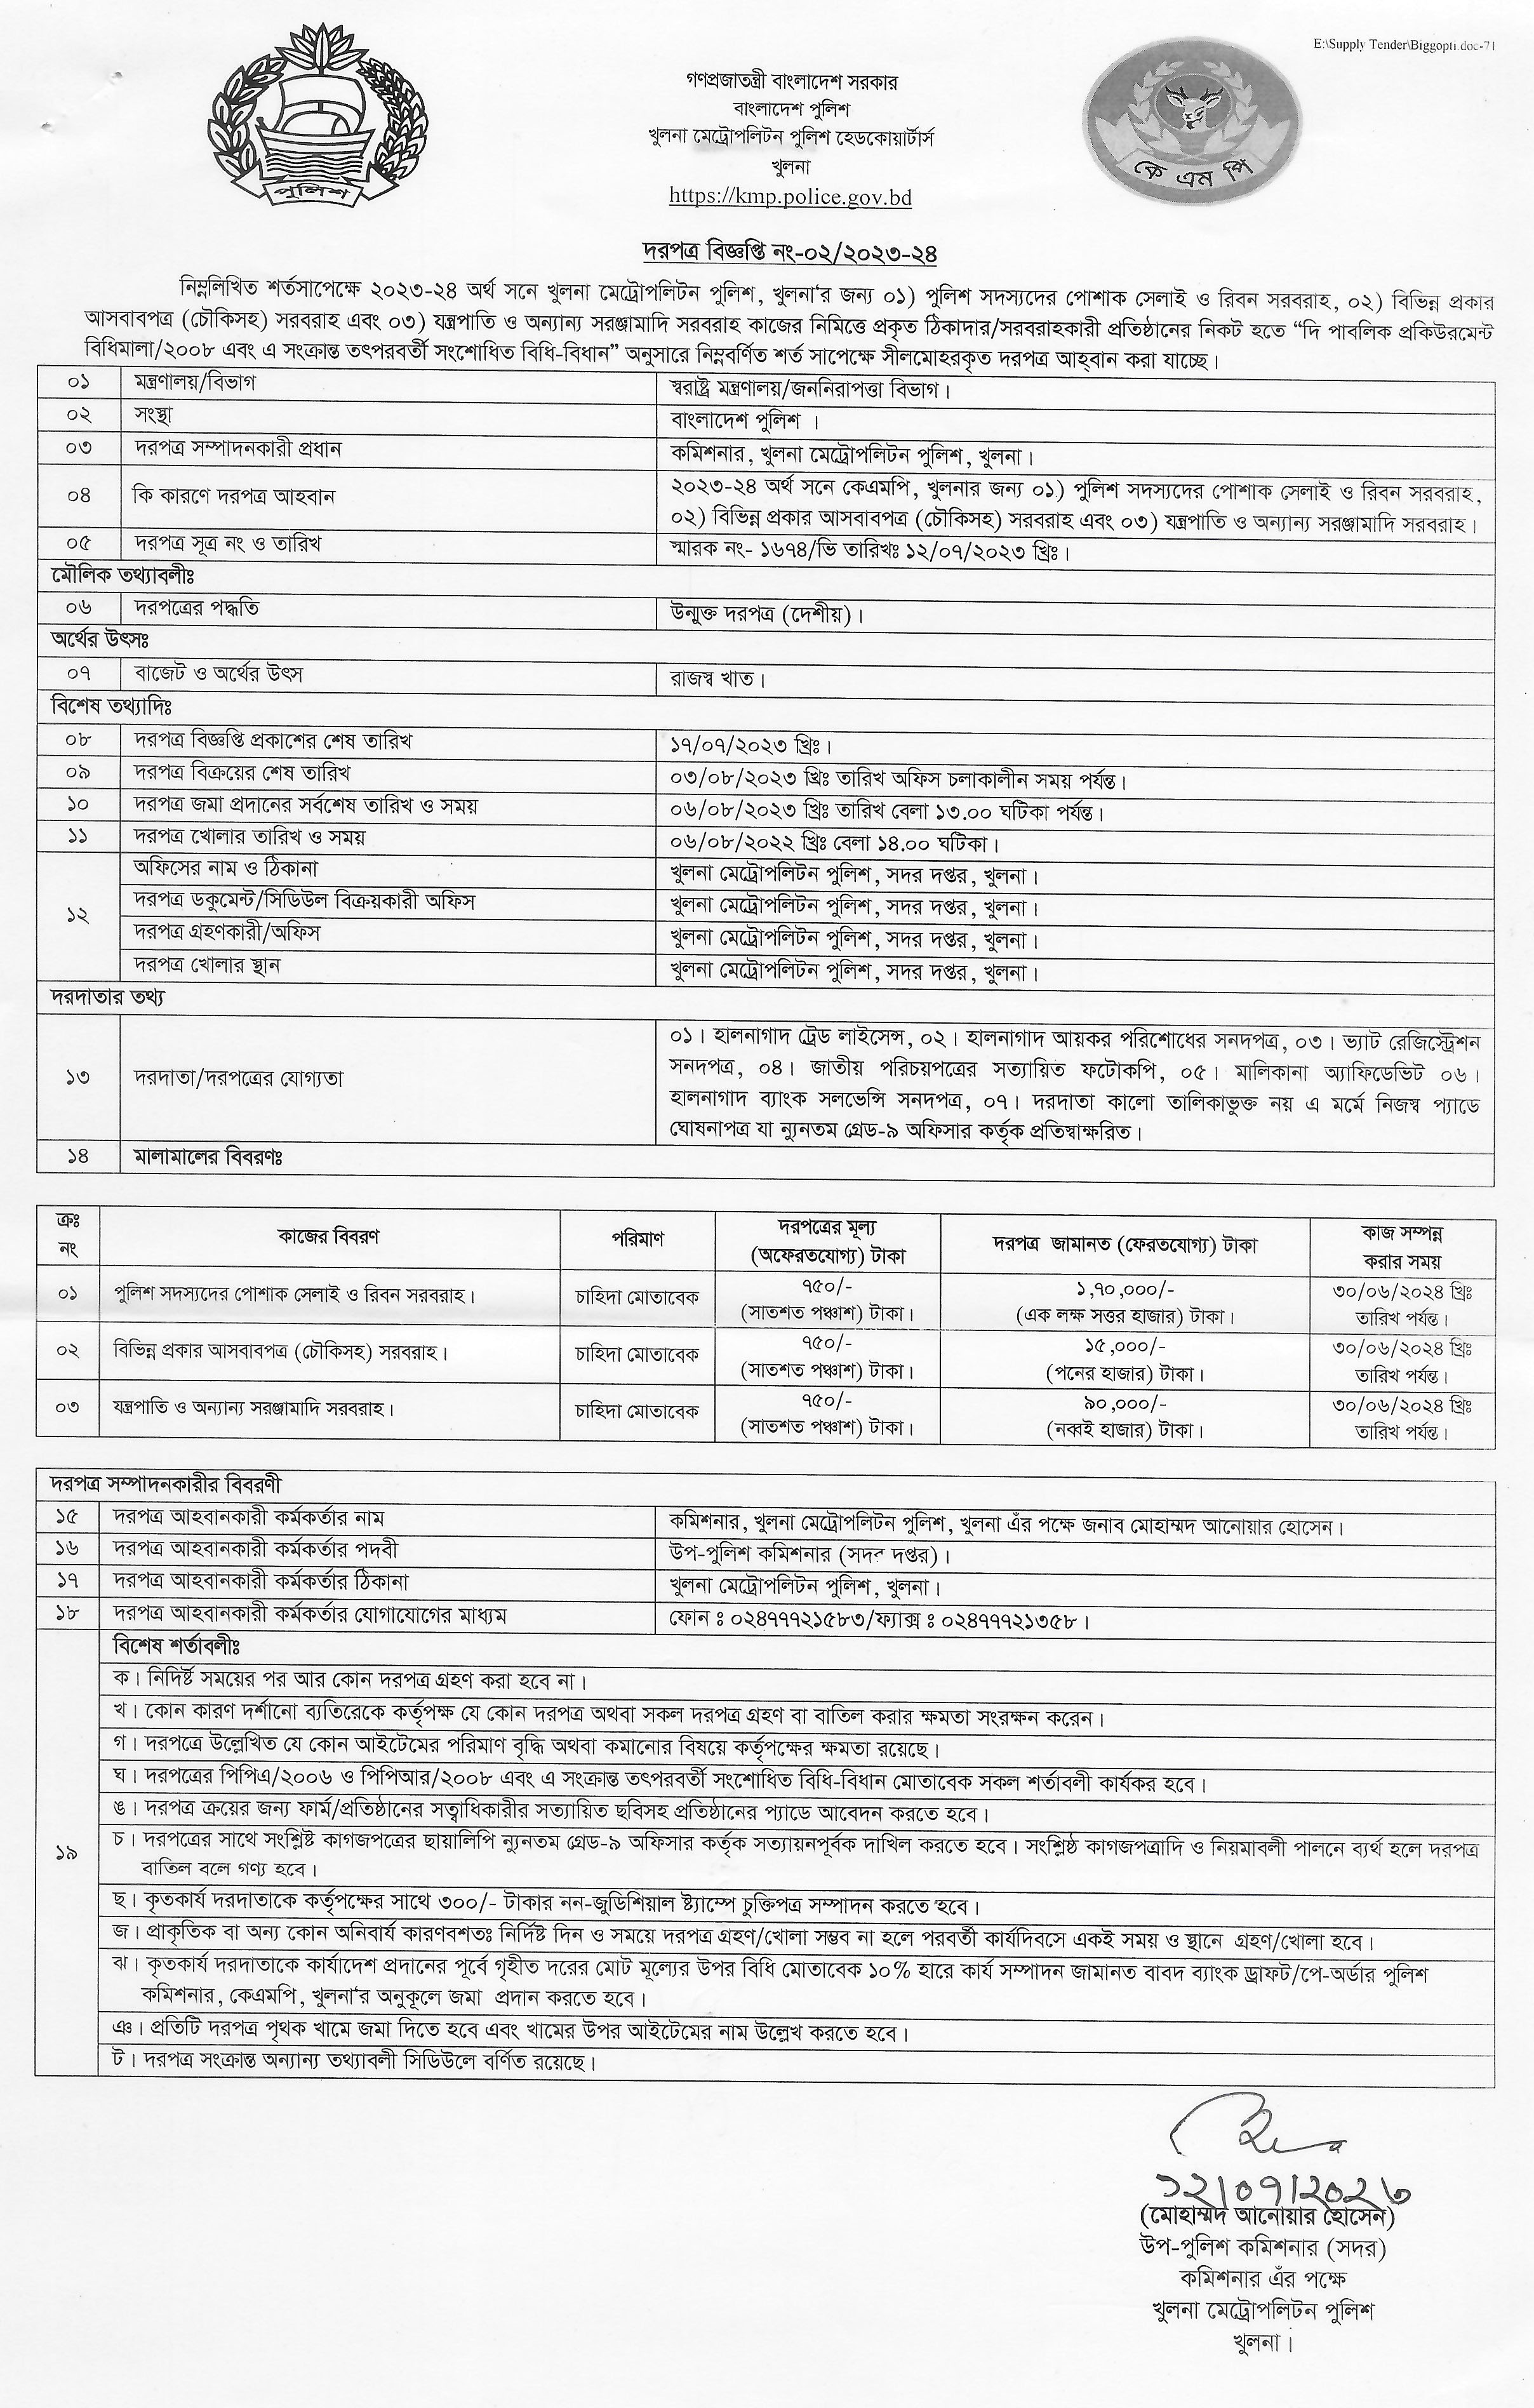 E:\Supply Tender\Biggopti.doc-71
পুলিশ
কে এম পি
গণপ্রজাতন্ত্রী বাংলাদেশ সরকার
বাংলাদেশ পুলিশ
খুলনা মেট্রোপলিটন পুলিশ হেডকোয়ার্টার্স
খুলনা
https://kmp.police.gov.bd
দরপত্র বিজ্ঞপ্তি নং-০২/২০২৩-২৪
নিম্নলিখিত শর্তসাপেক্ষে ২০২৩-২৪ অর্থ সনে খুলনা মেট্রোপলিটন পুলিশ, খুলনা'র জন্য ০১) পুলিশ সদস্যদের পোশাক সেলাই ও রিবন সরবরাহ, ০২) বিভিন্ন প্রকার
আসবাবপত্র (চৌকিসহ) সরবরাহ এবং ০৩) যন্ত্রপাতি ও অন্যান্য সরঞ্জামাদি সরবরাহ কাজের নিমিত্তে প্রকৃত ঠিকাদার/সরবরাহকারী প্রতিষ্ঠানের নিকট হতে “দি পাবলিক প্রকিউরমেন্ট
বিধিমালা/২০০৮ এবং এ সংক্রান্ত তৎপরবর্তী সংশোধিত বিধি-বিধান” অনুসারে নিম্নবর্ণিত শর্ত সাপেক্ষে সীলমোহরকৃত দরপত্র আহ্বান করা যাচ্ছে।
০১ মন্ত্রণালয়/বিভাগ স্বরাষ্ট্র মন্ত্রণালয়/জননিরাপত্তা বিভাগ।
০২ সংস্থা বাংলাদেশ পুলিশ ।
০৩ দরপত্র সম্পাদনকারী প্রধান কমিশনার, খুলনা মেট্রোপলিটন পুলিশ, খুলনা।
০৪ কি কারণে দরপত্র আহবান ২০২৩-২৪ অর্থ সনে কেএমপি, খুলনার জন্য ০১) পুলিশ সদস্যদের পোশাক সেলাই ও রিবন সরবরাহ,
০২) বিভিন্ন প্রকার আসবাবপত্র (চৌকিসহ) সরবরাহ এবং ০৩) যন্ত্রপাতি ও অন্যান্য সরঞ্জামাদি সরবরাহ।
০৫ দরপত্র সূত্র নং ও তারিখ স্মারক নং- ১৬৭৪/ভি তারিখঃ ১২/০৭/২০২৩ খ্রিঃ।
মৌলিক তথ্যাবলীঃ
০৬ দরপত্রের পদ্ধতি উন্মুক্ত দরপত্র (দেশীয়)।
অর্থের উৎসঃ
০৭ বাজেট ও অর্থের উৎস রাজস্ব খাত।
বিশেষ তথ্যাদিঃ
০৮ দরপত্র বিজ্ঞপ্তি প্রকাশের শেষ তারিখ ১৭/০৭/২০২৩ খ্রিঃ।
০৯ দরপত্র বিক্রয়ের শেষ তারিখ ০৩/০৮/২০২৩ খ্রিঃ তারিখ অফিস চলাকালীন সময় পর্যন্ত।
১০ দরপত্র জমা প্রদানের সর্বশেষ তারিখ ও সময় ০৬/০৮/২০২৩ খ্রিঃ তারিখ বেলা ১৩.০০ ঘটিকা পর্যন্ত।
১১ দরপত্র খোলার তারিখ ও সময় ০৬/০৮/২০২২ খ্রিঃ বেলা ১৪.০০ ঘটিকা।
১২ অফিসের নাম ও ঠিকানা খুলনা মেট্রোপলিটন পুলিশ, সদর দপ্তর, খুলনা।
দরপত্র ডকুমেন্ট/সিডিউল বিক্রয়কারী অফিস খুলনা মেট্রোপলিটন পুলিশ, সদর দপ্তর, খুলনা।
দরপত্র গ্রহণকারী/অফিস খুলনা মেট্রোপলিটন পুলিশ, সদর দপ্তর, খুলনা।
দরপত্র খোলার স্থান খুলনা মেট্রোপলিটন পুলিশ, সদর দপ্তর, খুলনা।
দরদাতার তথ্য
১৩ দরদাতা/দরপত্রের যোগ্যতা ০১। হালনাগাদ ট্রেড লাইসেন্স, ০২। হালনাগাদ আয়কর পরিশোধের সনদপত্র, ০৩। ভ্যাট রেজিস্ট্রেশন
সনদপত্র, ০৪। জাতীয় পরিচয়পত্রের সত্যায়িত ফটোকপি, ০৫। মালিকানা অ্যাফিডেভিট ০৬।
হালনাগাদ ব্যাংক সলভেন্সি সনদপত্র, ০৭। দরদাতা কালো তালিকাভুক্ত নয় এ মর্মে নিজস্ব প্যাডে
ঘোষনাপত্র যা ন্যুনতম গ্রেড-৯ অফিসার কর্তৃক প্রতিস্বাক্ষরিত।
১৪ মালামালের বিবরণঃ
ক্রঃ নং কাজের বিবরণ পরিমাণ দরপত্রের মূল্য (অফেরতযোগ্য) টাকা দরপত্র জামানত (ফেরতযোগ্য) টাকা কাজ সম্পন্ন করার সময়
০১ পুলিশ সদস্যদের পোশাক সেলাই ও রিবন সরবরাহ। চাহিদা মোতাবেক ৭৫০/- (সাতশত পঞ্চাশ) টাকা। ১,৭০,০০০/- (এক লক্ষ সত্তর হাজার) টাকা। ৩০/০৬/২০২৪ খ্রিঃ তারিখ পর্যন্ত।
০২ বিভিন্ন প্রকার আসবাবপত্র (চৌকিসহ) সরবরাহ। চাহিদা মোতাবেক ৭৫০/- (সাতশত পঞ্চাশ) টাকা। ১৫,০০০/- (পনের হাজার) টাকা। ৩০/০৬/২০২৪ খ্রিঃ তারিখ পর্যন্ত।
০৩ যন্ত্রপাতি ও অন্যান্য সরঞ্জামাদি সরবরাহ। চাহিদা মোতাবেক ৭৫০/- (সাতশত পঞ্চাশ) টাকা। ৯০,০০০/- (নব্বই হাজার) টাকা। ৩০/০৬/২০২৪ খ্রিঃ তারিখ পর্যন্ত।
দরপত্র সম্পাদনকারীর বিবরণী
১৫ দরপত্র আহবানকারী কর্মকর্তার নাম কমিশনার, খুলনা মেট্রোপলিটন পুলিশ, খুলনা এঁর পক্ষে জনাব মোহাম্মদ আনোয়ার হোসেন।
১৬ দরপত্র আহবানকারী কর্মকর্তার পদবী উপ-পুলিশ কমিশনার (সদর দপ্তর)।
১৭ দরপত্র আহবানকারী কর্মকর্তার ঠিকানা খুলনা মেট্রোপলিটন পুলিশ, খুলনা।
১৮ দরপত্র আহবানকারী কর্মকর্তার যোগাযোগের মাধ্যম ফোন ঃ ০২৪৭৭৭২১৫৮৩/ফ্যাক্স ঃ ০২৪৭৭৭২১৩৫৮।
১৯ বিশেষ শর্তাবলীঃ
ক। নিদিৰ্ষ্ট সময়ের পর আর কোন দরপত্র গ্রহণ করা হবে না।
খ। কোন কারণ দর্শানো ব্যতিরেকে কর্তৃপক্ষ যে কোন দরপত্র অথবা সকল দরপত্র গ্রহণ বা বাতিল করার ক্ষমতা সংরক্ষন করেন।
গ। দরপত্রে উল্লেখিত যে কোন আইটেমের পরিমাণ বৃদ্ধি অথবা কমানোর বিষয়ে কর্তৃপক্ষের ক্ষমতা রয়েছে।
ঘ। দরপত্রের পিপিএ/২০০৬ ও পিপিআর/২০০৮ এবং এ সংক্রান্ত তৎপরবর্তী সংশোধিত বিধি-বিধান মোতাবেক সকল শর্তাবলী কার্যকর হবে।
ঙ। দরপত্র ক্রয়ের জন্য ফার্ম/প্রতিষ্ঠানের সত্বাধিকারীর সত্যায়িত ছবিসহ প্রতিষ্ঠানের প্যাডে আবেদন করতে হবে।
চ। দরপত্রের সাথে সংশ্লিষ্ট কাগজপত্রের ছায়ালিপি ন্যুনতম গ্রেড-৯ অফিসার কর্তৃক সত্যায়নপূর্বক দাখিল করতে হবে। সংশ্লিষ্ঠ কাগজপত্রাদি ও নিয়মাবলী পালনে ব্যর্থ হলে দরপত্র
বাতিল বলে গণ্য হবে।
ছ। কৃতকার্য দরদাতাকে কর্তৃপক্ষের সাথে ৩০০/- টাকার নন-জুডিশিয়াল ষ্ট্যাম্পে চুক্তিপত্র সম্পাদন করতে হবে।
জ। প্রাকৃতিক বা অন্য কোন অনিবার্য কারণবশতঃ নির্দিষ্ট দিন ও সময়ে দরপত্র গ্রহণ/খোলা সম্ভব না হলে পরবর্তী কার্যদিবসে একই সময় ও স্থানে গ্রহণ/খোলা হবে।
ঝ। কৃতকার্য দরদাতাকে কার্যাদেশ প্রদানের পূর্বে গৃহীত দরের মোট মূল্যের উপর বিধি মোতাবেক ১০% হারে কার্য সম্পাদন জামানত বাবদ ব্যাংক ড্রাফট/পে-অর্ডার পুলিশ
কমিশনার, কেএমপি, খুলনা'র অনুকূলে জমা প্রদান করতে হবে।
ঞ। প্রতিটি দরপত্র পৃথক খামে জমা দিতে হবে এবং খামের উপর আইটেমের নাম উল্লেখ করতে হবে।
ট। দরপত্র সংক্রান্ত অন্যান্য তথ্যাবলী সিডিউলে বর্ণিত রয়েছে।
১২/০৭/২০২৩
(মোহাম্মদ আনোয়ার হোসেন)
উপ-পুলিশ কমিশনার (সদর)
কমিশনার এঁর পক্ষে
খুলনা মেট্রোপলিটন পুলিশ
খুলনা।